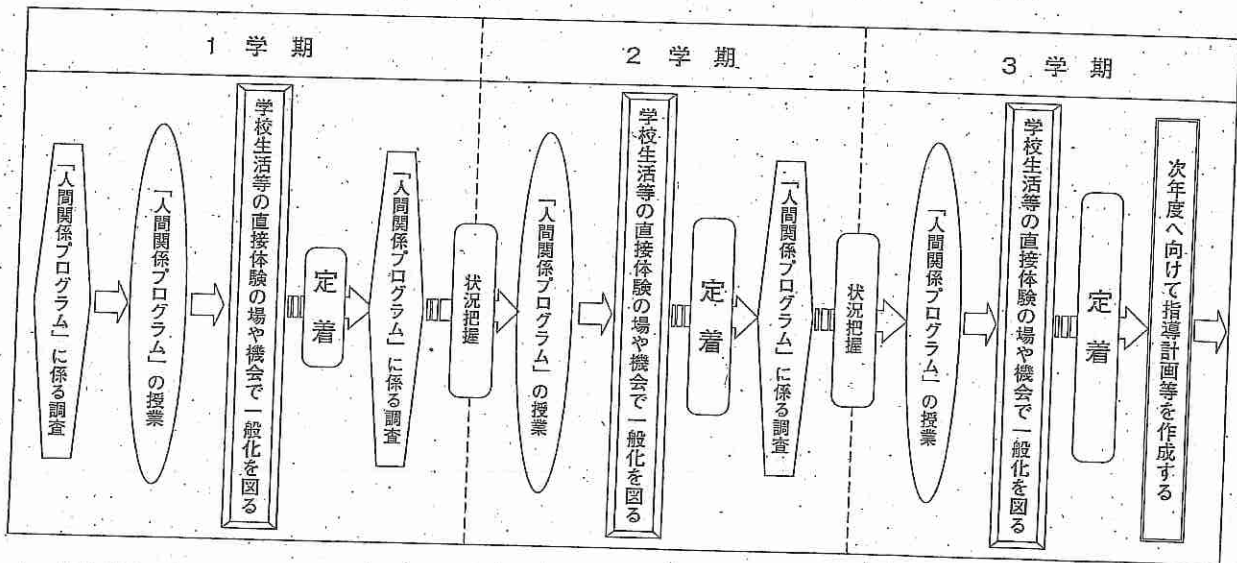 1 学 期
「人間関係プログラム」に係る調査
「人間関係プログラム」の授業
学校生活等の直接体験の場や機会で一般化を図る
定 着
「人間関係プログラム」に係る調査
状況把握
2 学 期
「人間関係プログラム」の授業
学校生活等の直接体験の場や機会で一般化を図る
定 着
「人間関係プログラム」に係る調査
状況把握
3 学 期
「人間関係プログラム」の授業
学校生活等の直接体験の場や機会で一般化を図る
定 着
次年度へ向けて指導計画等を作成する